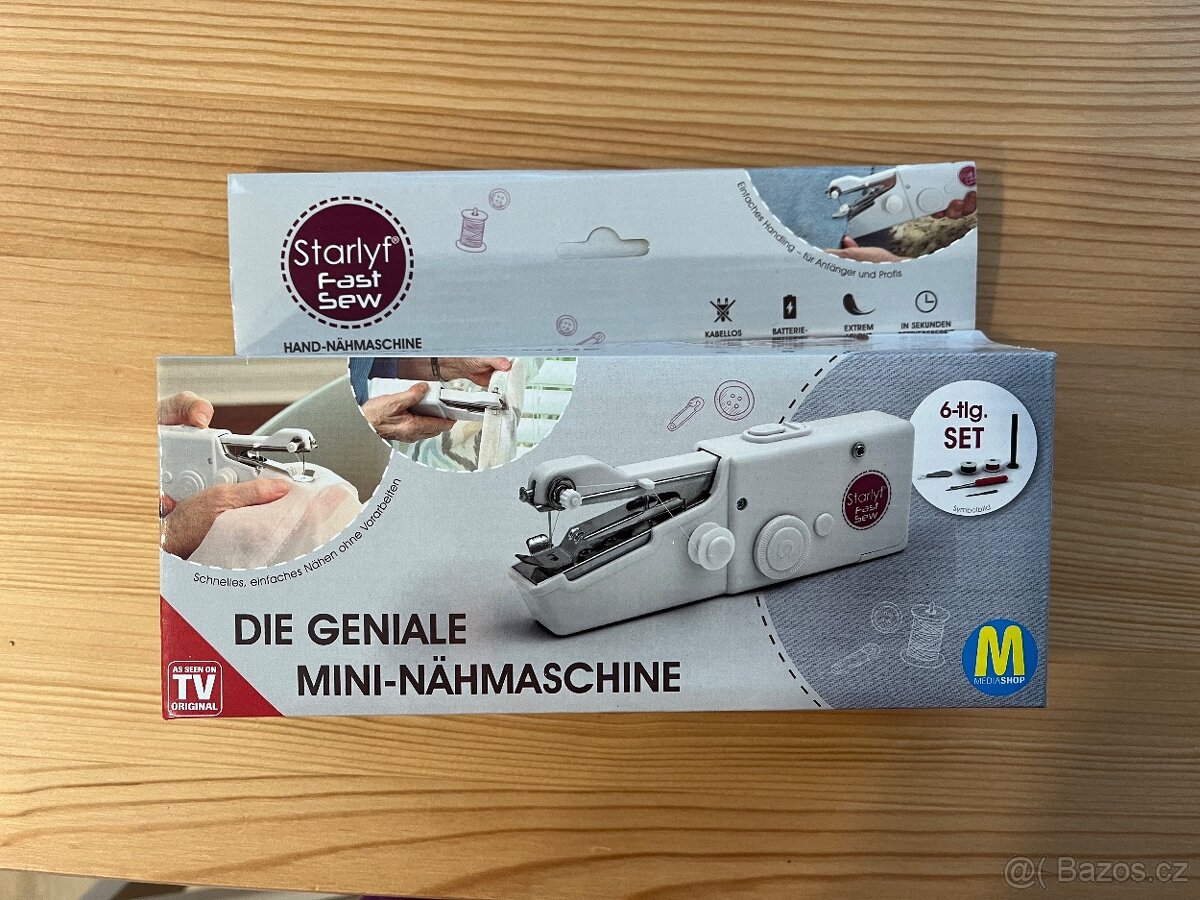 Einfaches Handling – für Anfänger und Profis
Starlyf®
Fast
Sew
HAND-NÄHMASCHINE
KABELLOS
BATTERIE-
EXTREM
IN SEKUNDEN
Schnelles, einfaches Nähen ohne Vorarbeiten
Starlyf
Fast
Sew
6-tlg.
SET
Symbolbild
DIE GENIALE
MINI-NÄHMASCHINE
AS SEEN ON
TV
ORIGINAL
M
MEDIASHOP
@( Bazos.cz